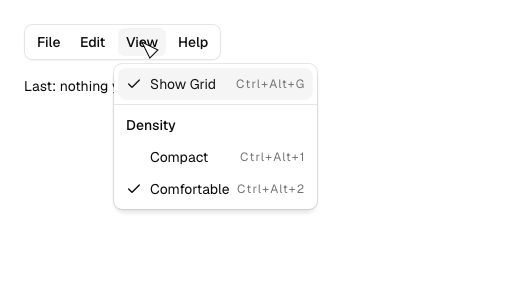 File Edit View Help
Last: nothing
Show Grid Ctrl+Alt+G
Density
Compact Ctrl+Alt+1
Comfortable Ctrl+Alt+2